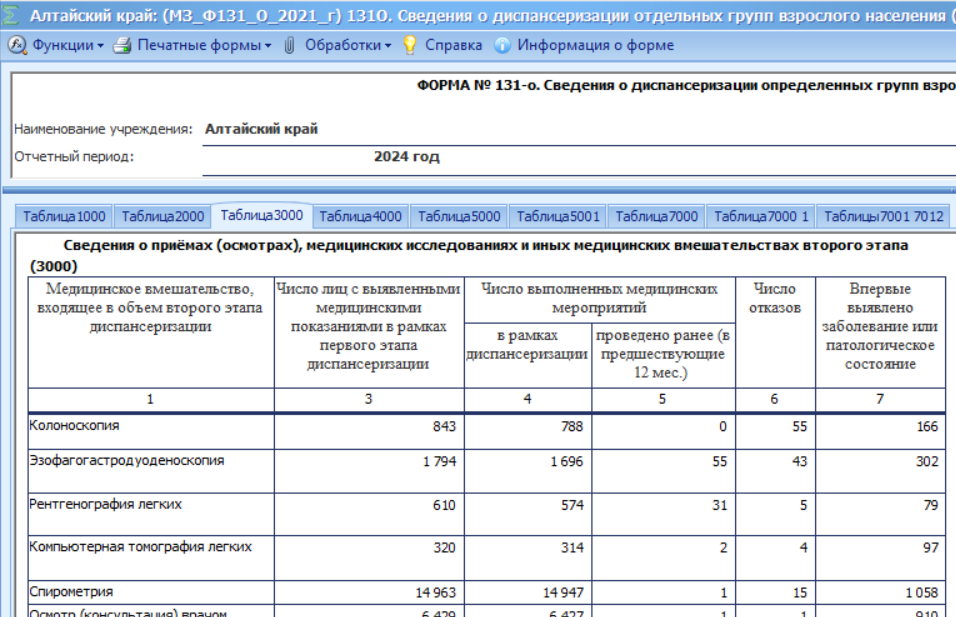 Алтайский край: (МЗ_Ф131_О_2021_г) 131О. Сведения о диспансеризации отдельных групп взрослого населения (
Функции Печатные формы Обработки Справка Информация о форме
ФОРМА № 131-о. Сведения о диспансеризации определенных групп взро
Наименование учреждения: Алтайский край
Отчетный период: 2024 год
Таблица1000 Таблица2000 Таблица3000 Таблица4000 Таблица5000 Таблица5001 Таблица7000 Таблица7000 1 Таблицы7001 7012
Сведения о приёмах (осмотрах), медицинских исследованиях и иных медицинских вмешательствах второго этапа
(3000)
Медицинское вмешательство,
входящее в объем второго этапа
диспансеризации
Число лиц с выявленными
медицинскими
показаниями в рамках
первого этапа
диспансеризации
Число выполненных медицинских
мероприятий
в рамках
диспансеризации
проведено ранее (в
предшествующие
12 мес.)
Число
отказов
Впервые
выявлено
заболевание или
патологическое
состояние
1 3 4 5 6 7
Колоноскопия 843 788 0 55 166
Эзофагогастродуоденоскопия 1 794 1 696 55 43 302
Рентгенография легких 610 574 31 5 79
Компьютерная томография легких 320 314 2 4 97
Спирометрия 14 963 14 947 1 15 1 058
Осмотр (консультация) врачом 6 429 6 427 1 1 910